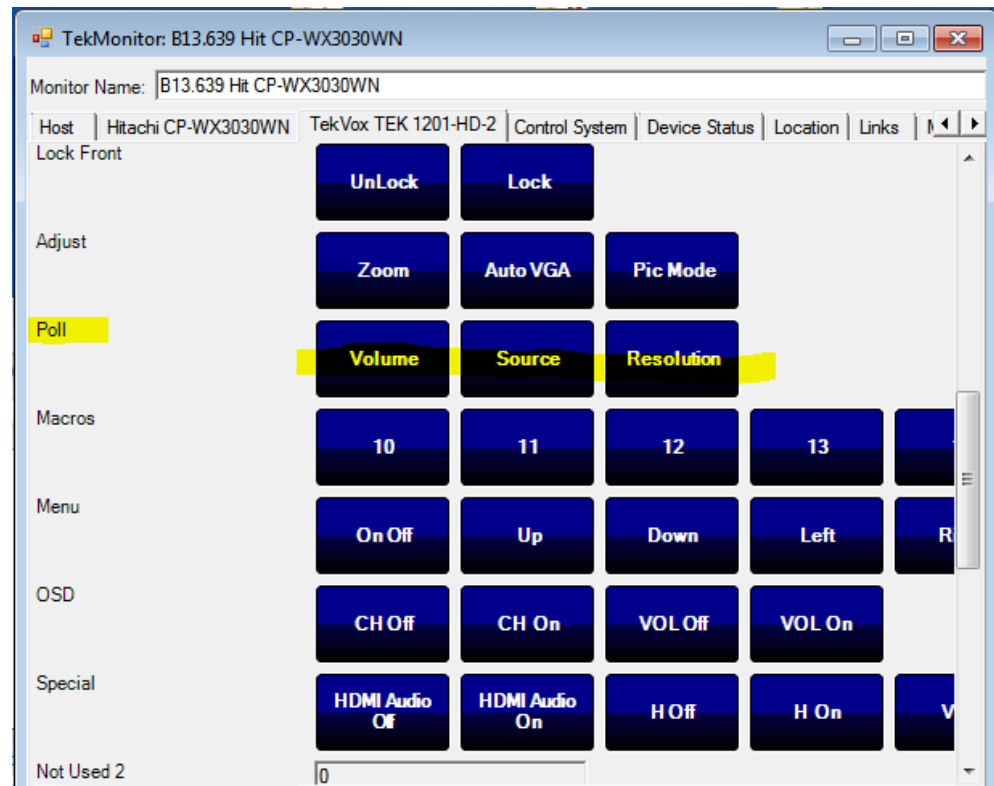 TekMonitor: B13.639 Hit CP-WX3030WN
Monitor Name: B13.639 Hit CP-WX3030WN
Host Hitachi CP-WX3030WN TekVox TEK 1201-HD-2 Control System Device Status Location Links
Lock Front UnLock Lock
Adjust Zoom Auto VGA Pic Mode
Poll Volume Source Resolution
Macros 10 11 12 13
Menu On Off Up Down Left
OSD CH Off CH On VOL Off VOL On
Special HDMI Audio Off HDMI Audio On H Off H On V
Not Used 2 0